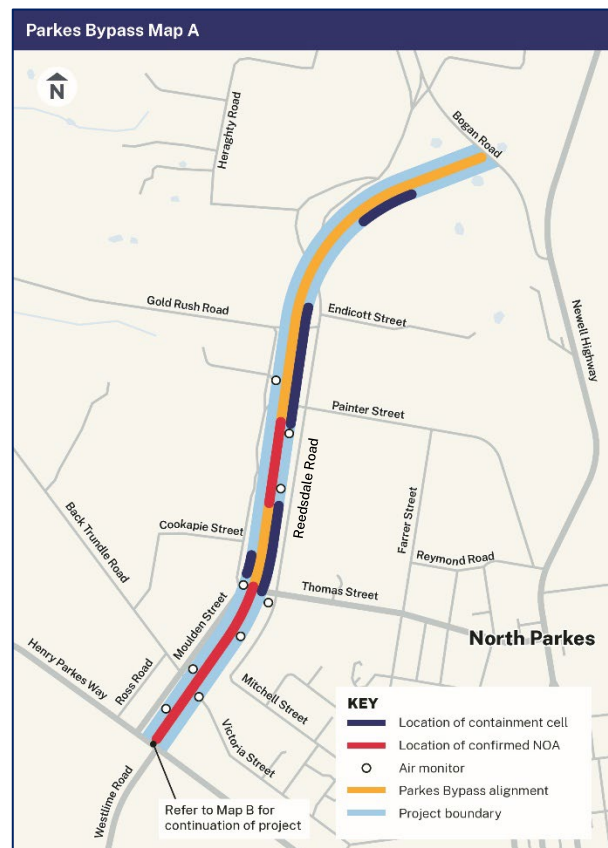 Parkes Bypass Map A
N
Bogan Road
Heraghty Road
Gold Rush Road
Endicott Street
Newell Highway
Painter Street
Reedsdale Road
Farrer Street
Back Trundle Road
Cookapie Street
Reymond Road
Thomas Street
Moulden Street
North Parkes
Henry Parkes Way
Ross Road
Mitchell Street
Victoria Street
Westlime Road
Refer to Map B for
continuation of project
KEY
Location of containment cell
Location of confirmed NOA
Air monitor
Parkes Bypass alignment
Project boundary